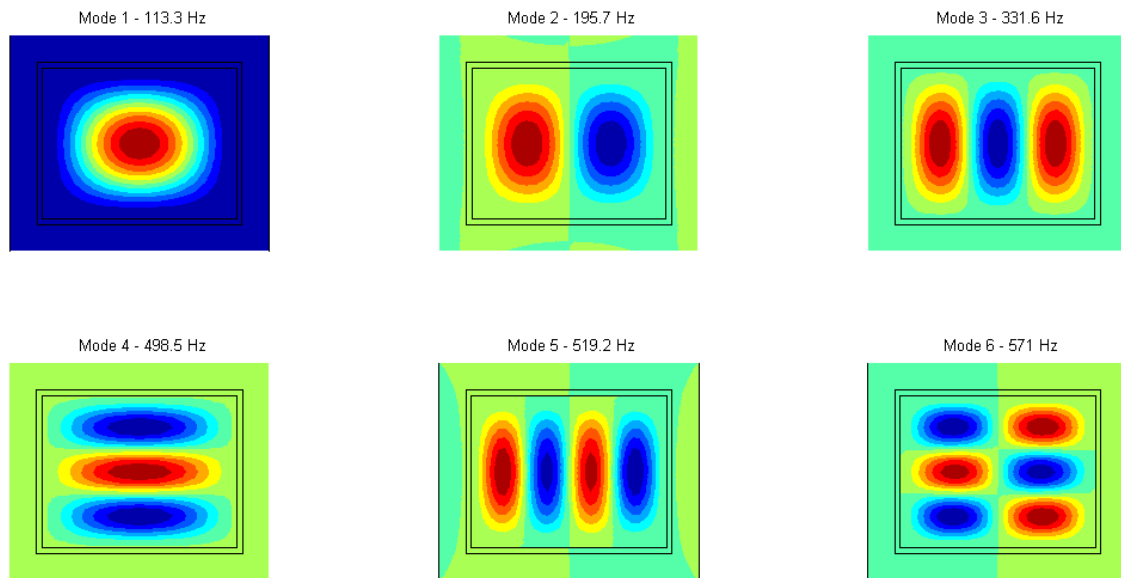 Mode 1 - 113.3 Hz
Mode 2 - 195.7 Hz
Mode 3 - 331.6 Hz
Mode 4 - 498.5 Hz
Mode 5 - 519.2 Hz
Mode 6 - 571 Hz